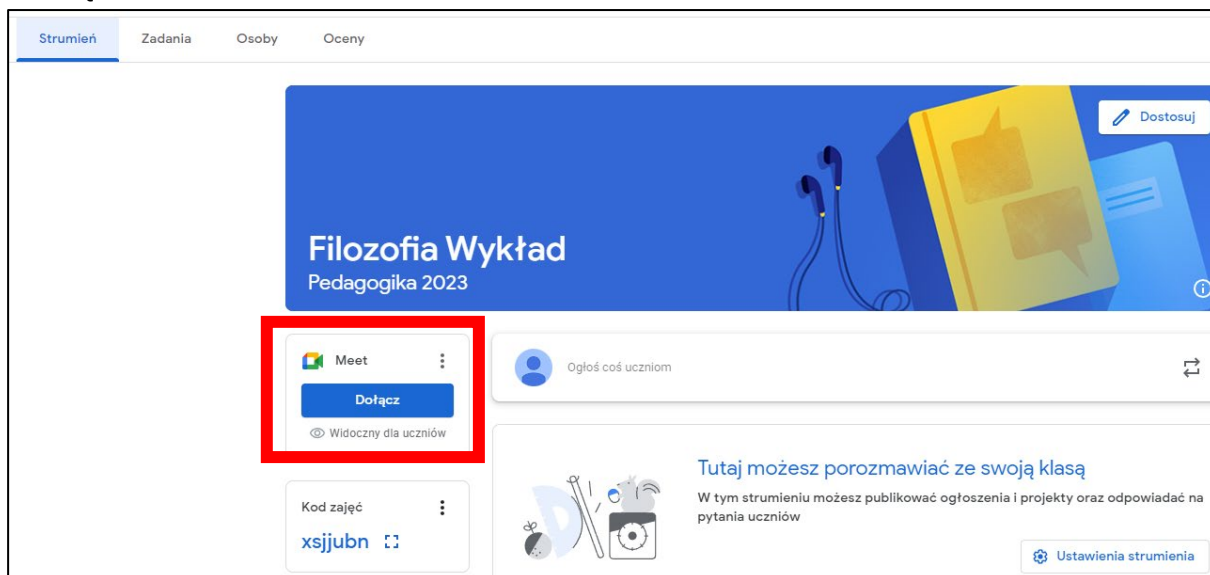 Strumień Zadania Osoby Oceny
Dostosuj
Filozofia Wykład
Pedagogika 2023
Meet
Dołącz
Widoczny dla uczniów
Ogłoś coś uczniom
Kod zajęć
xsjjubn
Tutaj możesz porozmawiać ze swoją klasą
W tym strumieniu możesz publikować ogłoszenia i projekty oraz odpowiadać na
pytania uczniów
Ustawienia strumienia